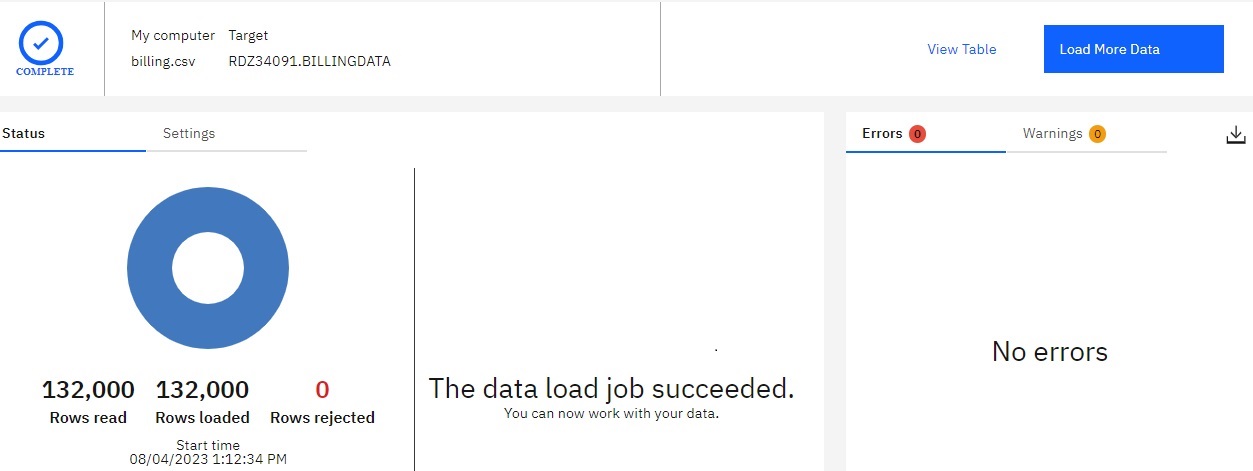 COMPLETE
My computer Target
billing.csv RDZ34091.BILLINGDATA
View Table
Load More Data
Status Settings
132,000 132,000 0
Rows read Rows loaded Rows rejected
Start time
08/04/2023 1:12:34 PM
The data load job succeeded.
You can now work with your data.
Errors 0 Warnings 0
No errors